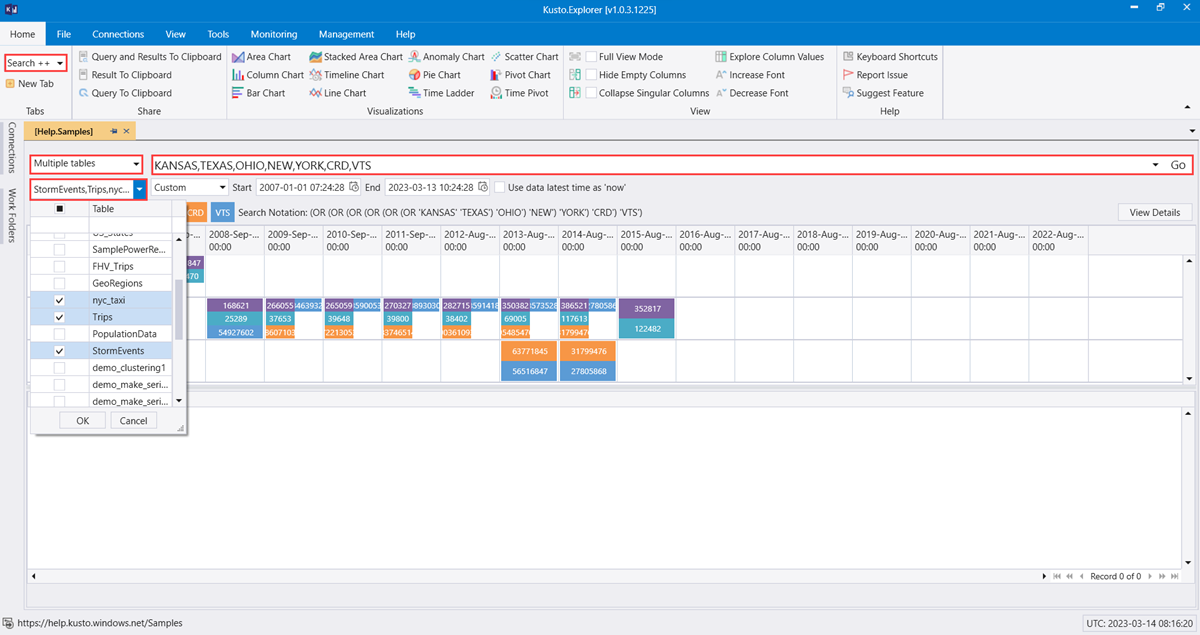 Kusto.Explorer [v1.0.3.1225]
Home File Connections View Tools Monitoring Management Help
Search ++
New Tab
Tabs
Query and Results To Clipboard
Result To Clipboard
Query To Clipboard
Share
Area Chart Stacked Area Chart Anomaly Chart Scatter Chart
Column Chart Timeline Chart Pie Chart Pivot Chart
Bar Chart Line Chart Time Ladder Time Pivot
Visualizations
Full View Mode Explore Column Values
Hide Empty Columns Increase Font
Collapse Singular Columns Decrease Font
View
Keyboard Shortcuts
Report Issue
Suggest Feature
Help
Connections
Work Folders
[Help.Samples]
Multiple tables KANSAS,TEXAS,OHIO,NEW,YORK,CRD,VTS Go
StormEvents,Trips,nyc... Custom Start 2007-01-01 07:24:28 End 2023-03-13 10:24:28 Use data latest time as 'now'
CRD VTS Search Notation: (OR (OR (OR (OR (OR (OR 'KANSAS' 'TEXAS') 'OHIO') 'NEW') 'YORK') 'CRD') 'VTS') View Details
Table
US_States
SamplePowerRe...
FHV_Trips
GeoRegions
nyc_taxi
Trips
PopulationData
StormEvents
demo_clustering1
demo_make_seri...
demo_make_seri...
OK Cancel
2008-Sep-... 2009-Sep-... 2010-Sep-... 2011-Sep-... 2012-Aug-... 2013-Aug-... 2014-Aug-... 2015-Aug-... 2016-Aug-... 2017-Aug-... 2018-Aug-... 2019-Aug-... 2020-Aug-... 2021-Aug-... 2022-Aug-...
00:00 00:00 00:00 00:00 00:00 00:00 00:00 00:00 00:00 00:00 00:00 00:00 00:00 00:00 00:00
847
370
168621 266055 265059 270327 282715 350382 386521 352817
25289 37653 39648 39800 38402 69005 117613 122482
54927602
63771845 31799476
56516847 27805868
Record 0 of 0
https://help.kusto.windows.net/Samples UTC: 2023-03-14 08:16:20